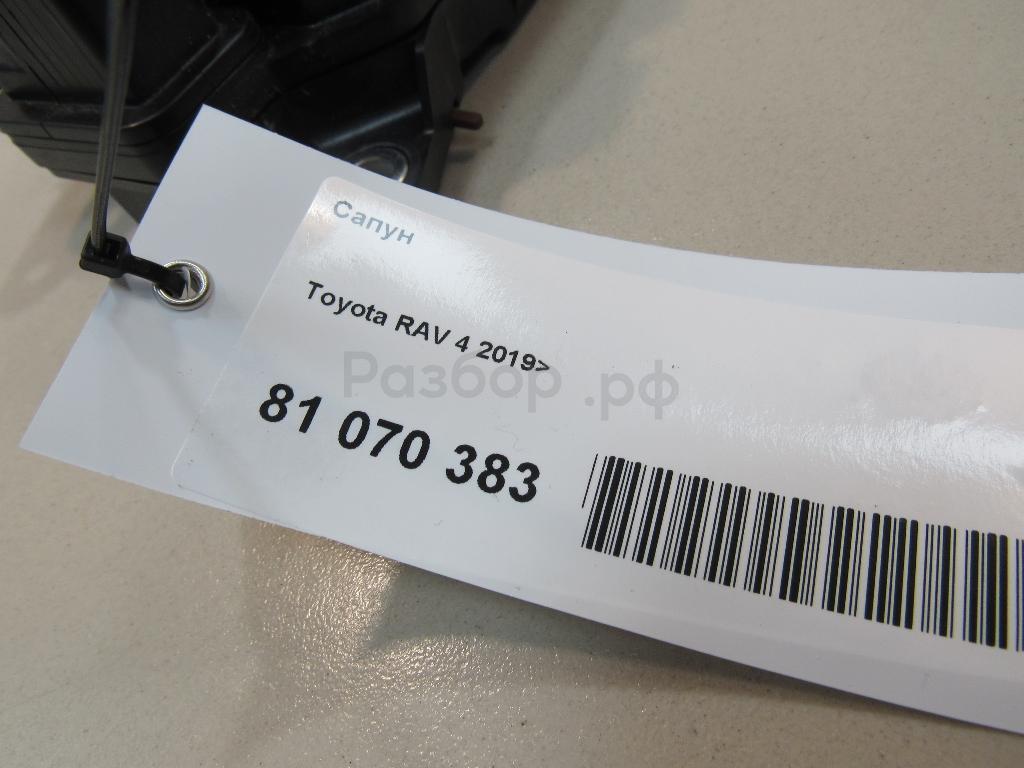 Сапун
Toyota RAV 4 2019>
Разбор.рф
81 070 383